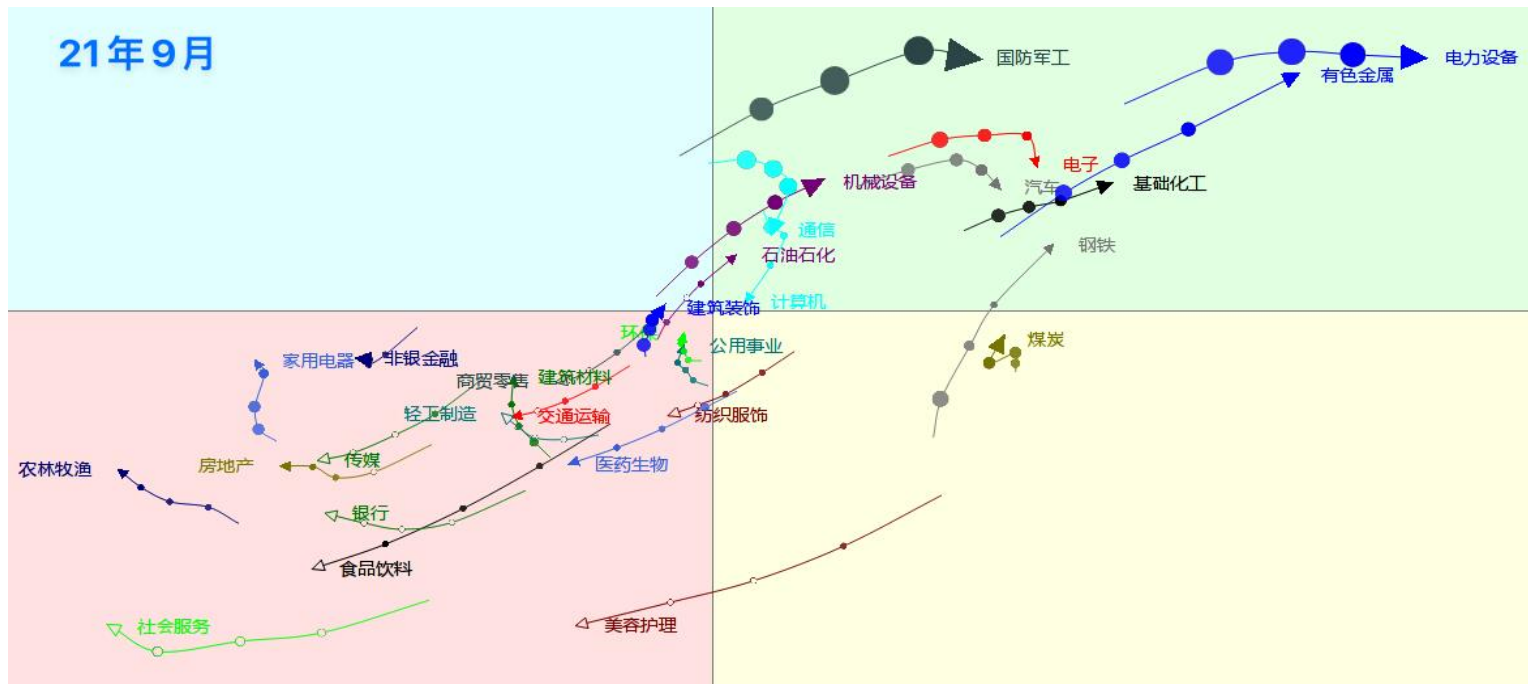 21年9月
国防军工
电力设备
有色金属
电子
机械设备
汽车
基础化工
通信
钢铁
石油石化
计算机
建筑装饰
环保
公用事业
煤炭
家用电器
非银金融
商贸零售
建筑材料
轻工制造
交通运输
纺织服饰
农林牧渔
房地产
传媒
医药生物
银行
食品饮料
社会服务
美容护理